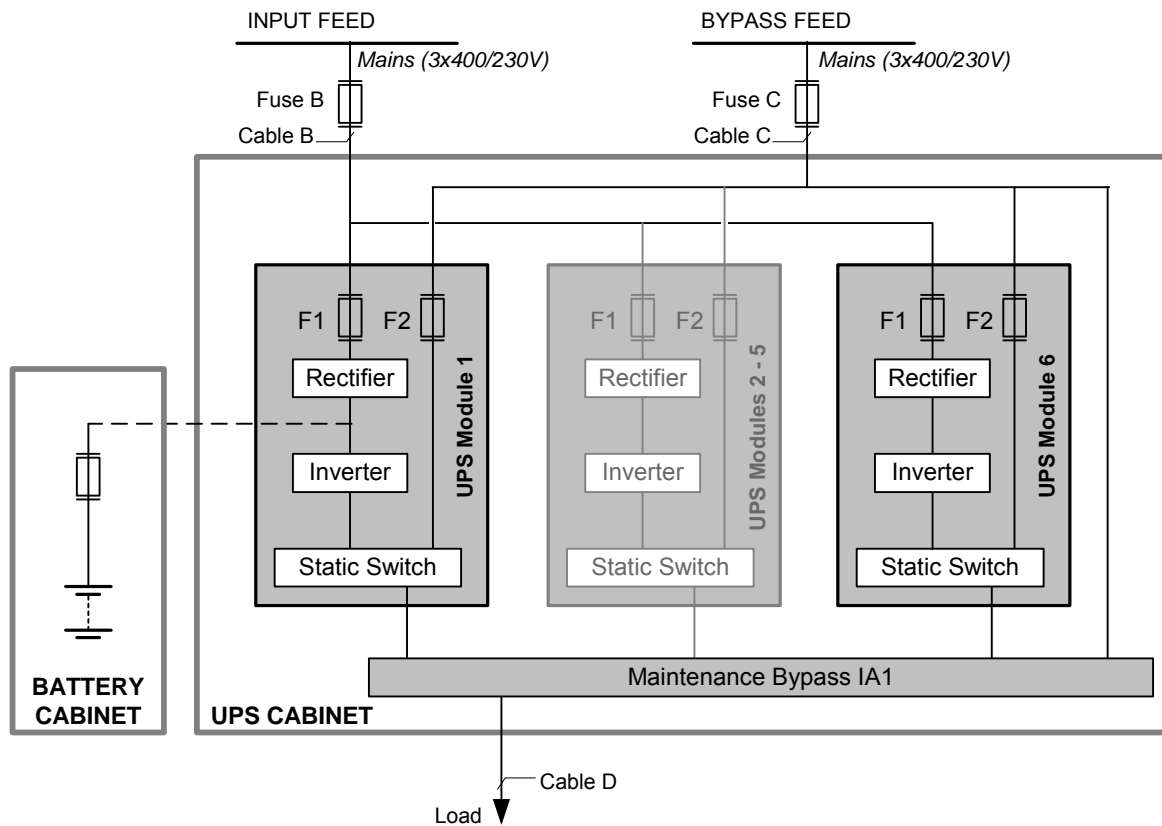 INPUT FEED
BYPASS FEED
Mains (3x400/230V)
Mains (3x400/230V)
Fuse B
Fuse C
Cable B
Cable C
F1
F2
Rectifier
Inverter
Static Switch
UPS Module 1
F1
F2
Rectifier
Inverter
Static Switch
UPS Modules 2 - 5
F1
F2
Rectifier
Inverter
Static Switch
UPS Module 6
Maintenance Bypass IA1
BATTERY
CABINET
UPS CABINET
Cable D
Load